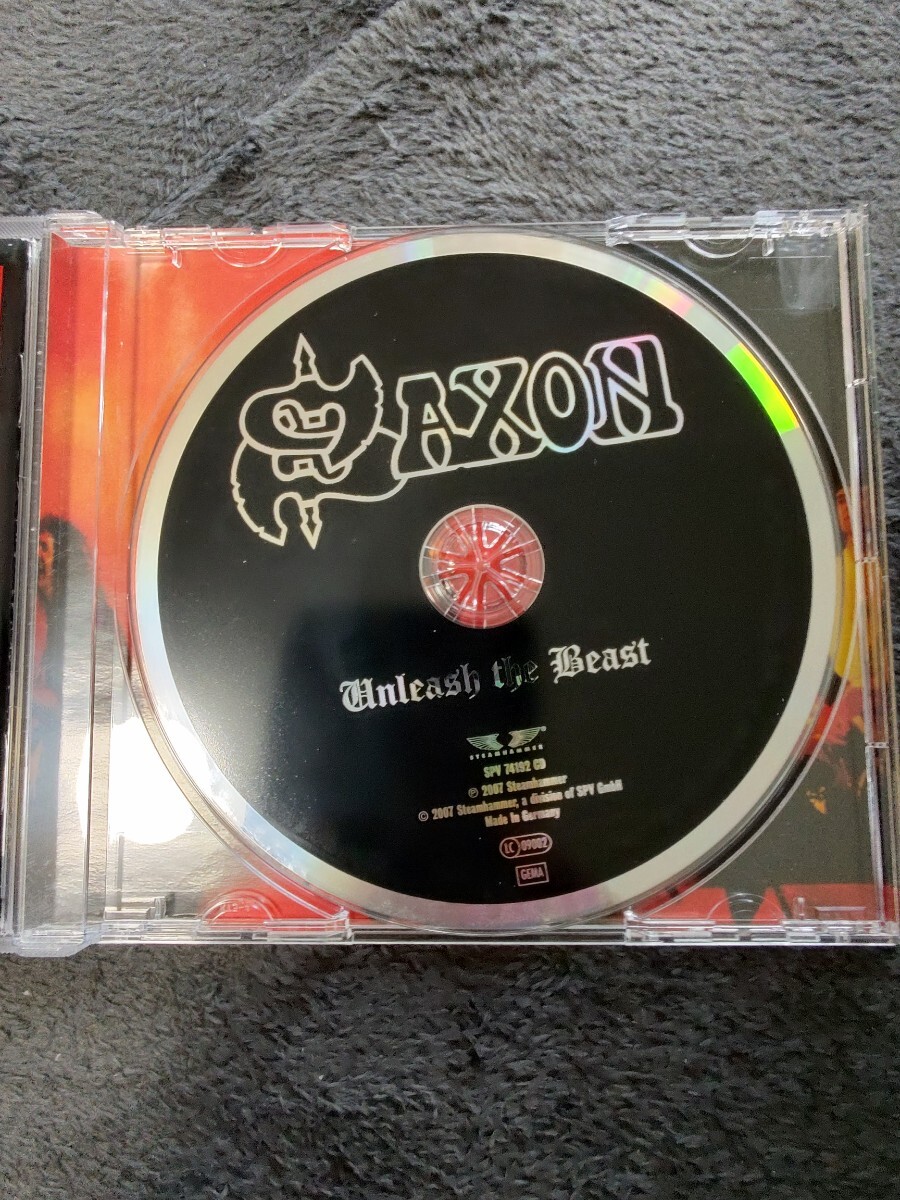 SAXON
Unleash the Beast
STEAMHAMMER
SPV 74192 CD
℗ 2007 Steamhammer
© 2007 Steamhammer, a division of SPV GmbH
Made in Germany
LC 09002
GEMA